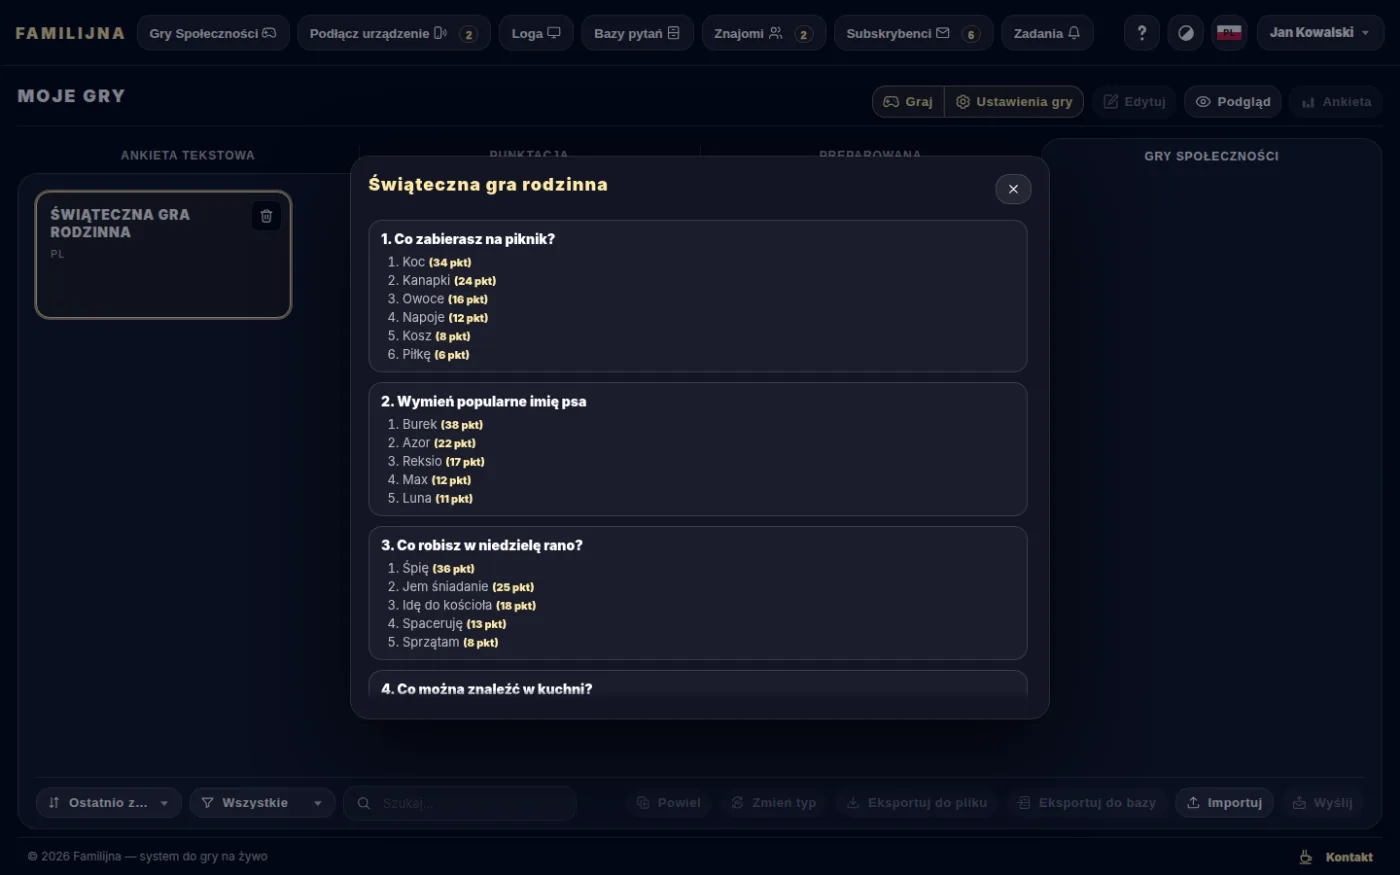 FAMILIJNA
Gry Społeczności
Podłącz urządzenie 2
Loga
Bazy pytań
Znajomi 2
Subskrybenci 6
Zadania
?
PL
Jan Kowalski
MOJE GRY
Graj
Ustawienia gry
Edytuj
Podgląd
Ankieta
ANKIETA TEKSTOWA
PUNKTACJA
PREPAROWANA
GRY SPOŁECZNOŚCI
ŚWIĄTECZNA GRA
RODZINNA
PL
Świąteczna gra rodzinna
1. Co zabierasz na piknik?
1. Koc (34 pkt)
2. Kanapki (24 pkt)
3. Owoce (16 pkt)
4. Napoje (12 pkt)
5. Kosz (8 pkt)
6. Piłkę (6 pkt)
2. Wymień popularne imię psa
1. Burek (38 pkt)
2. Azor (22 pkt)
3. Reksio (17 pkt)
4. Max (12 pkt)
5. Luna (11 pkt)
3. Co robisz w niedzielę rano?
1. Śpię (36 pkt)
2. Jem śniadanie (25 pkt)
3. Idę do kościoła (18 pkt)
4. Spaceruję (13 pkt)
5. Sprzątam (8 pkt)
4. Co można znaleźć w kuchni?
Ostatnio z...
Wszystkie
Szukaj...
Powiel
Zmień typ
Eksportuj do pliku
Eksportuj do bazy
Importuj
Wyślij
© 2026 Familijna — system do gry na żywo
Kontakt